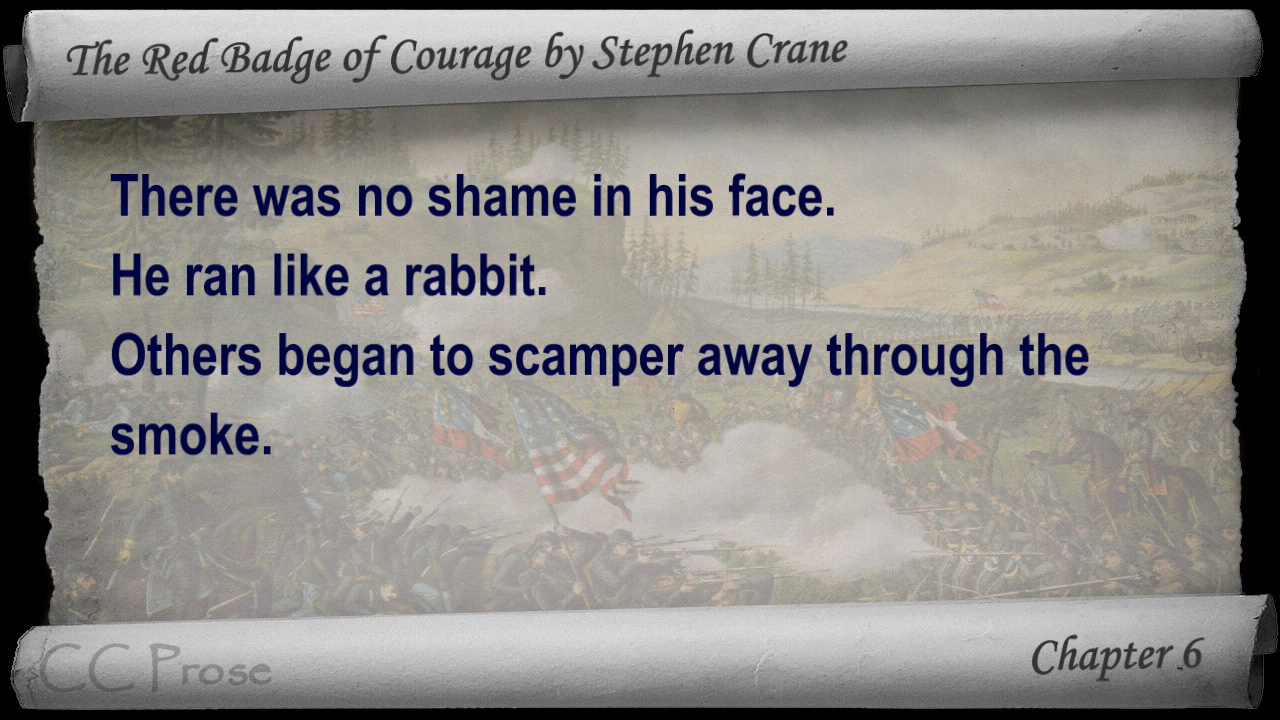 The Red Badge of Courage by Stephen Crane
There was no shame in his face.
He ran like a rabbit.
Others began to scamper away through the
smoke.
CC Prose
Chapter 6